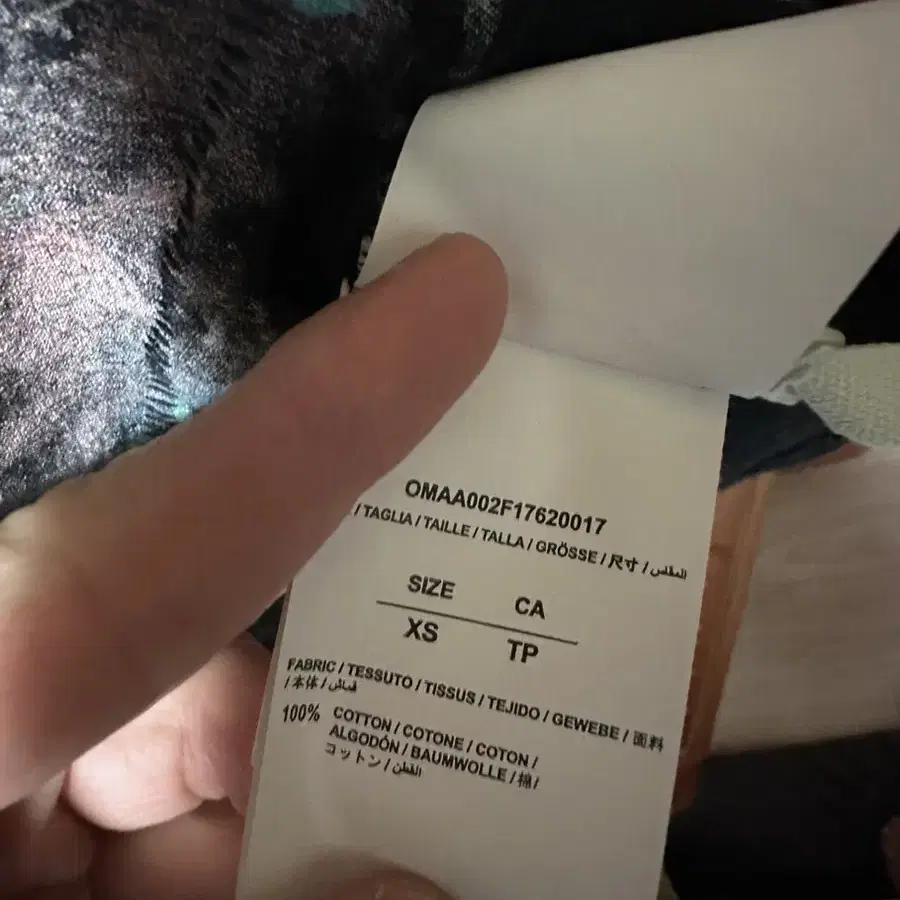 OMAA002F17620017
/ TAGLIA / TAILLE / TALLA / GRÖSSE / 尺寸 / المقاس
SIZE CA
XS TP
FABRIC / TESSUTO / TISSUS / TEJIDO / GEWEBE / 面料
/ 本体 / قماش
100% COTTON / COTONE / COTON /
ALGODÓN / BAUMWOLLE / 棉 /
コットン / القطن